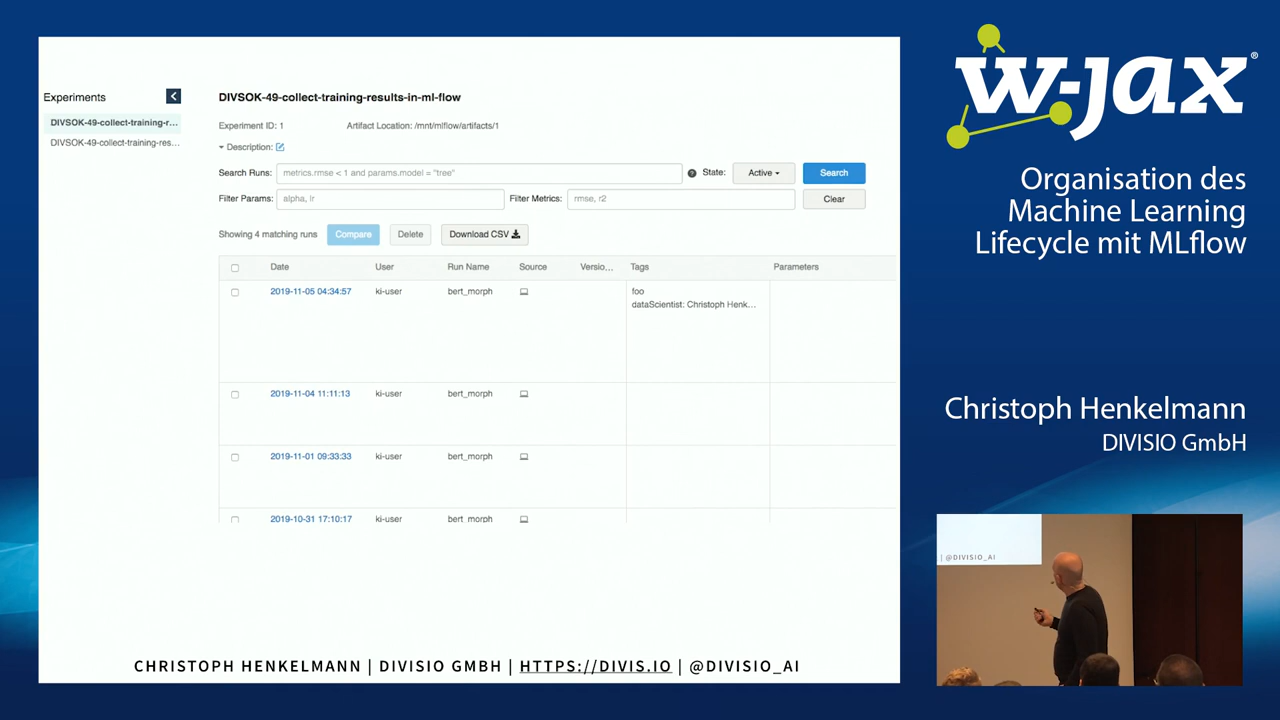 Experiments
DIVSOK-49-collect-training-r...
DIVSOK-49-collect-training-res...
DIVSOK-49-collect-training-results-in-ml-flow
Experiment ID: 1 Artifact Location: /mnt/mlflow/artifacts/1
Description:
Search Runs: metrics.rmse < 1 and params.model = "tree" ? State: Active Search
Filter Params: alpha, lr Filter Metrics: rmse, r2 Clear
Showing 4 matching runs Compare Delete Download CSV
Date User Run Name Source Versio... Tags Parameters
2019-11-05 04:34:57 ki-user bert_morph foo
dataScientist: Christoph Henk...
2019-11-04 11:11:13 ki-user bert_morph
2019-11-01 09:33:33 ki-user bert_morph
2019-10-31 17:10:17 ki-user bert_morph
CHRISTOPH HENKELMANN | DIVISIO GMBH | HTTPS://DIVIS.IO | @DIVISIO_AI
w-jax®
Organisation des
Machine Learning
Lifecycle mit MLflow
Christoph Henkelmann
DIVISIO GmbH
| @DIVISIO_AI